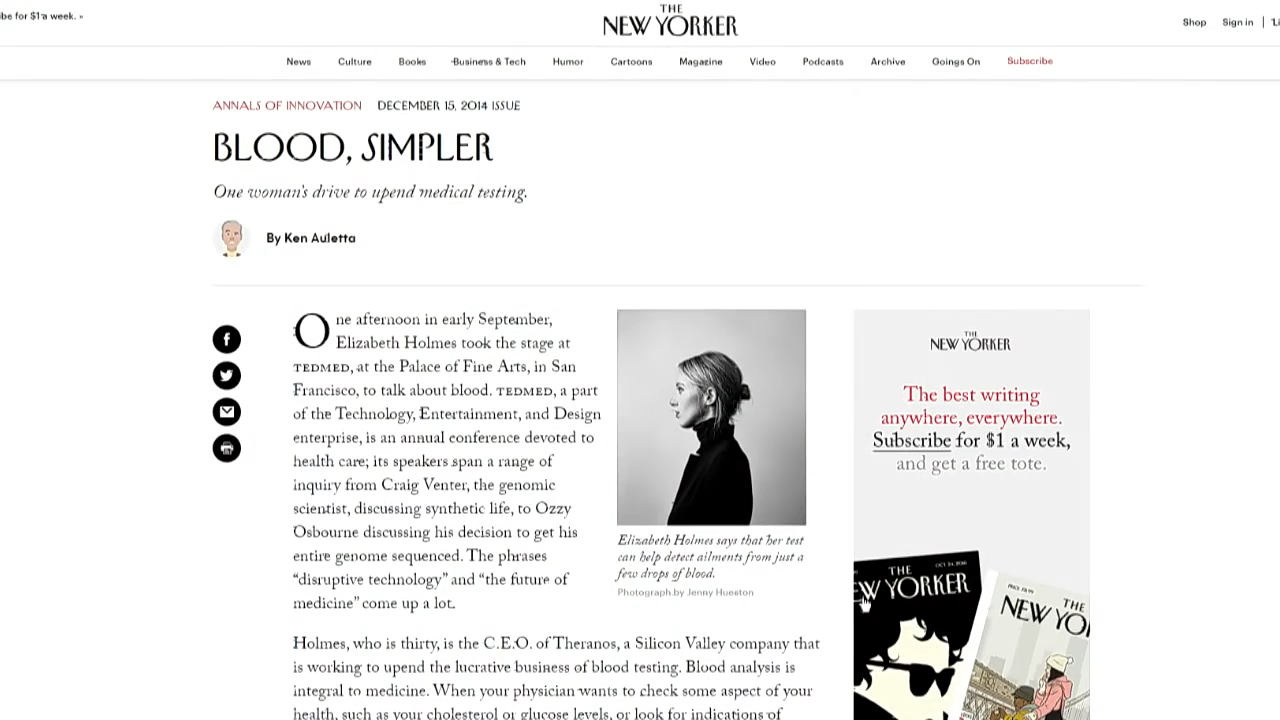 be for $1 a week. »
THE
NEW YORKER
Shop Sign in
News Culture Books Business & Tech Humor Cartoons Magazine Video Podcasts Archive Goings On Subscribe
ANNALS OF INNOVATION DECEMBER 15, 2014 ISSUE
BLOOD, SIMPLER
One woman's drive to upend medical testing.
By Ken Auletta
One afternoon in early September,
Elizabeth Holmes took the stage at
TEDMED, at the Palace of Fine Arts, in San
Francisco, to talk about blood. TEDMED, a part
of the Technology, Entertainment, and Design
enterprise, is an annual conference devoted to
health care; its speakers span a range of
inquiry from Craig Venter, the genomic
scientist, discussing synthetic life, to Ozzy
Osbourne discussing his decision to get his
entire genome sequenced. The phrases
“disruptive technology” and “the future of
medicine” come up a lot.
Elizabeth Holmes says that her test
can help detect ailments from just a
few drops of blood.
Photograph by Jenny Hueston
Holmes, who is thirty, is the C.E.O. of Theranos, a Silicon Valley company that
is working to upend the lucrative business of blood testing. Blood analysis is
integral to medicine. When your physician wants to check some aspect of your
health, such as your cholesterol or glucose levels, or look for indications of
THE
NEW YORKER
The best writing
anywhere, everywhere.
Subscribe for $1 a week,
and get a free tote.
THE
EW YORKER
THE
NEW YO